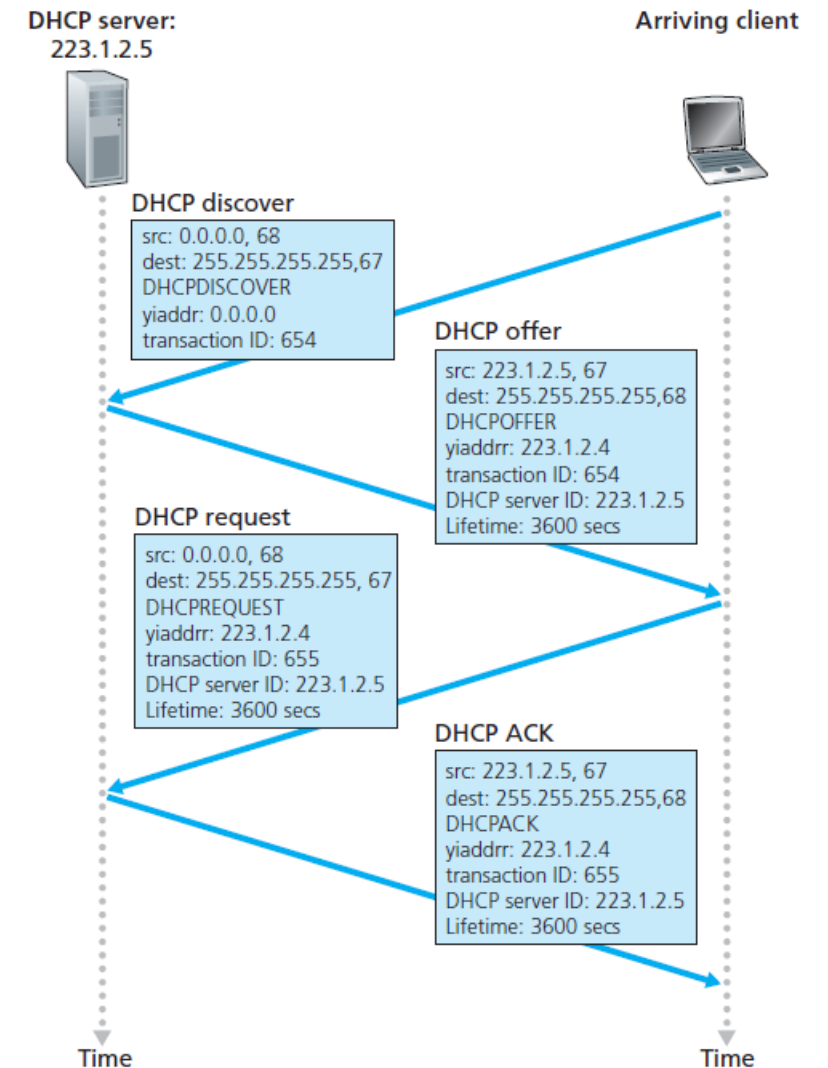 DHCP server:
223.1.2.5
Arriving client
DHCP discover
src: 0.0.0.0, 68
dest: 255.255.255.255,67
DHCPDISCOVER
yiaddr: 0.0.0.0
transaction ID: 654
DHCP offer
src: 223.1.2.5, 67
dest: 255.255.255.255,68
DHCPOFFER
yiaddrr: 223.1.2.4
transaction ID: 654
DHCP server ID: 223.1.2.5
Lifetime: 3600 secs
DHCP request
src: 0.0.0.0, 68
dest: 255.255.255.255, 67
DHCPREQUEST
yiaddrr: 223.1.2.4
transaction ID: 655
DHCP server ID: 223.1.2.5
Lifetime: 3600 secs
DHCP ACK
src: 223.1.2.5, 67
dest: 255.255.255.255,68
DHCPACK
yiaddrr: 223.1.2.4
transaction ID: 655
DHCP server ID: 223.1.2.5
Lifetime: 3600 secs
Time
Time